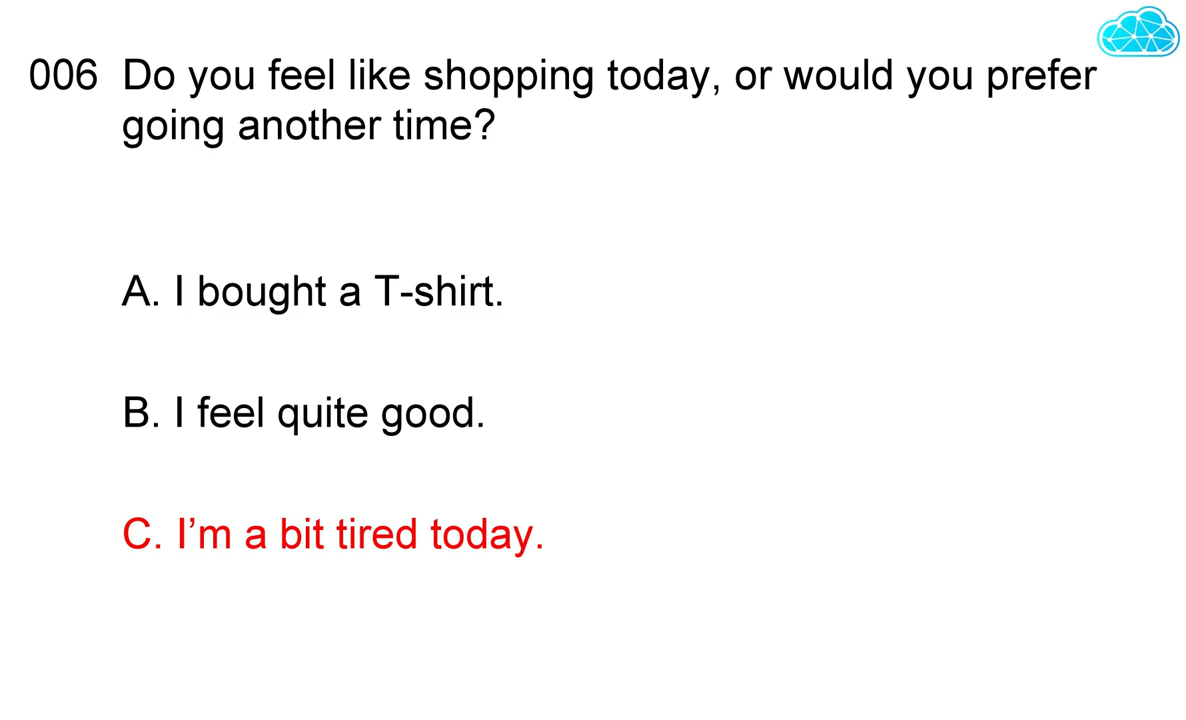 006 Do you feel like shopping today, or would you prefer
going another time?
A. I bought a T-shirt.
B. I feel quite good.
C. I’m a bit tired today.